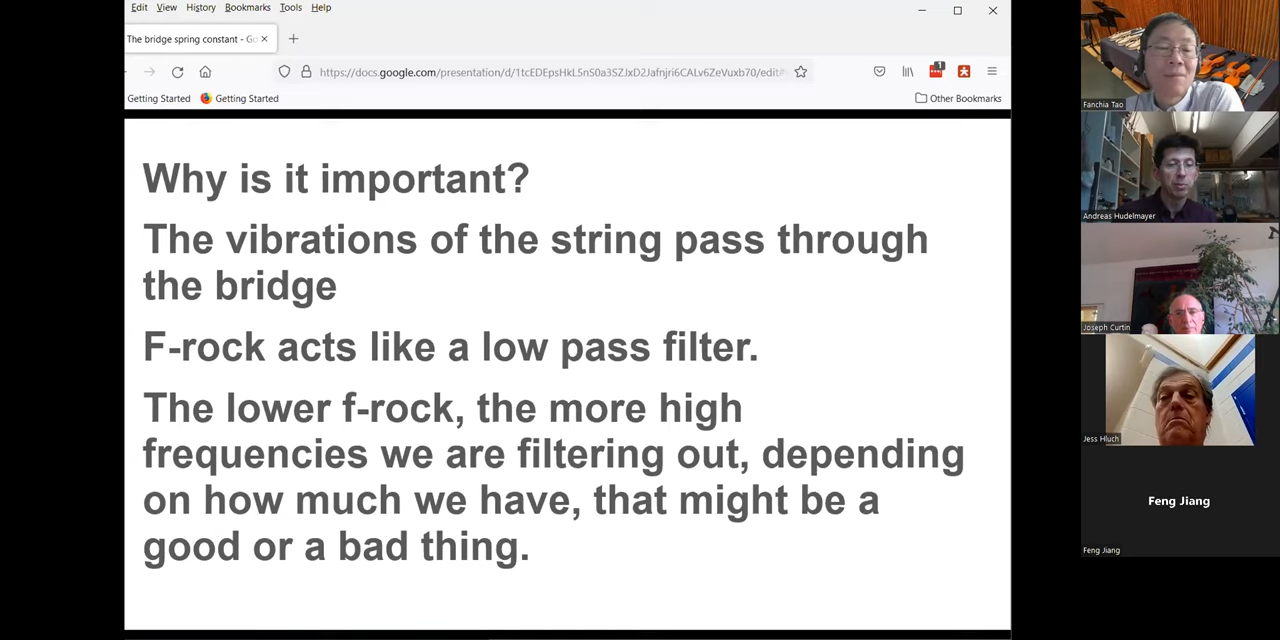 Edit View History Bookmarks Tools Help
The bridge spring constant - Go
https://docs.google.com/presentation/d/1tcEDEpsHkL5nS0a3SZJxD2Jafnjri6CALv6ZeVuxb70/edit#
1
Getting Started Getting Started Other Bookmarks
Why is it important?
The vibrations of the string pass through
the bridge
F-rock acts like a low pass filter.
The lower f-rock, the more high
frequencies we are filtering out, depending
on how much we have, that might be a
good or a bad thing.
Fanchia Tao
Andreas Hudelmayer
Joseph Curtin
Jess Hluch
Feng Jiang
Feng Jiang